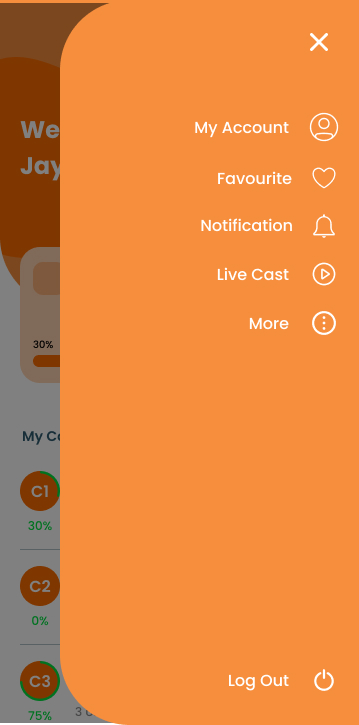 We
Jay
30%
My Co
C1
30%
C2
0%
C3
75%
My Account
Favourite
Notification
Live Cast
More
Log Out